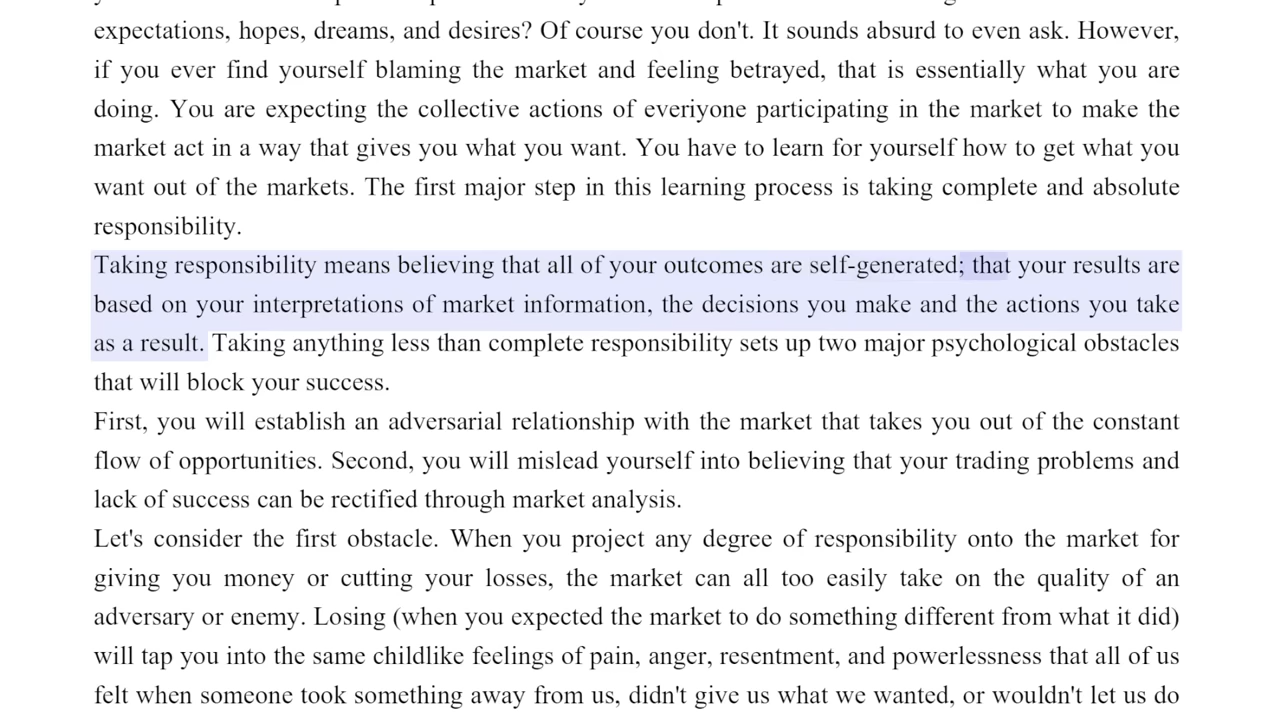 expectations, hopes, dreams, and desires? Of course you don't. It sounds absurd to even ask. However,
if you ever find yourself blaming the market and feeling betrayed, that is essentially what you are
doing. You are expecting the collective actions of everiyone participating in the market to make the
market act in a way that gives you what you want. You have to learn for yourself how to get what you
want out of the markets. The first major step in this learning process is taking complete and absolute
responsibility.
Taking responsibility means believing that all of your outcomes are self-generated; that your results are
based on your interpretations of market information, the decisions you make and the actions you take
as a result. Taking anything less than complete responsibility sets up two major psychological obstacles
that will block your success.
First, you will establish an adversarial relationship with the market that takes you out of the constant
flow of opportunities. Second, you will mislead yourself into believing that your trading problems and
lack of success can be rectified through market analysis.
Let's consider the first obstacle. When you project any degree of responsibility onto the market for
giving you money or cutting your losses, the market can all too easily take on the quality of an
adversary or enemy. Losing (when you expected the market to do something different from what it did)
will tap you into the same childlike feelings of pain, anger, resentment, and powerlessness that all of us
felt when someone took something away from us, didn't give us what we wanted, or wouldn't let us do